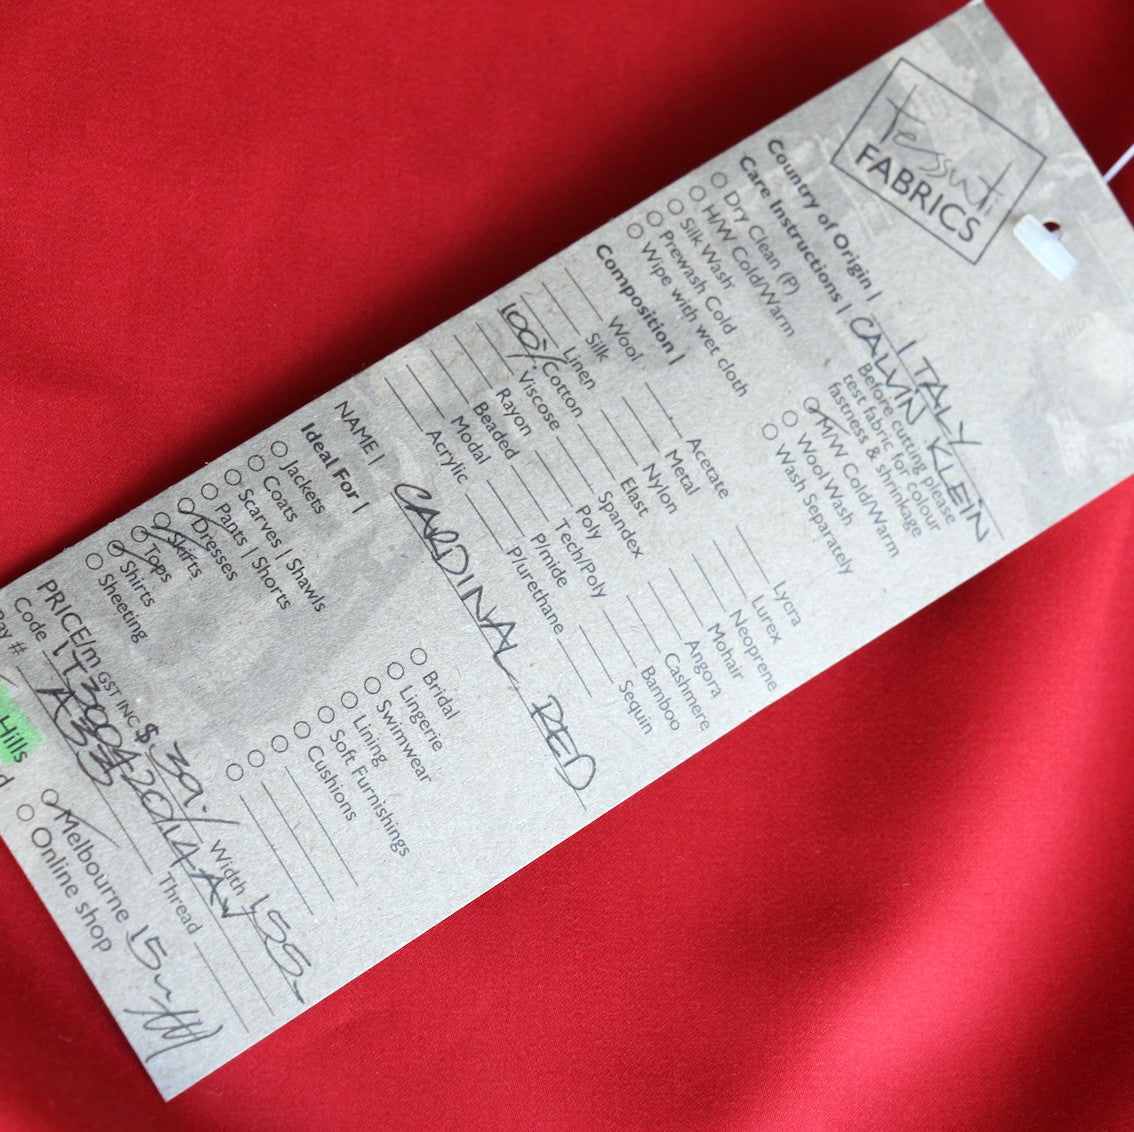 tessuti
FABRICS
Country of Origin | ITALY
CALVIN KLEIN
Care Instructions |
Before cutting please
test fabric for colour
fastness & shrinkage
Dry Clean (P)
H/W Cold/Warm
Silk Wash
Prewash Cold
Wipe with wet cloth
M/W Cold/Warm
Wool Wash
Wash Separately
Composition |
Wool Acetate Lycra
Silk Metal Lurex
Linen Nylon Neoprene
100% Cotton Elast Mohair
Viscose Spandex Angora
Rayon Poly Cashmere
Beaded Tech/Poly Bamboo
Modal P/mide Sequin
Acrylic P/urethane
NAME | CARDINAL RED
Ideal For |
Jackets Bridal
Coats Lingerie
Scarves | Shawls Swimwear
Pants | Shorts Lining
Dresses Soft Furnishings
Skirts Cushions
Tops
Shirts
Sheeting
PRICE/m GST INC $ 39. Width 155
Code Thread
Bay # A33
Hills
Melbourne 15m
Online shop